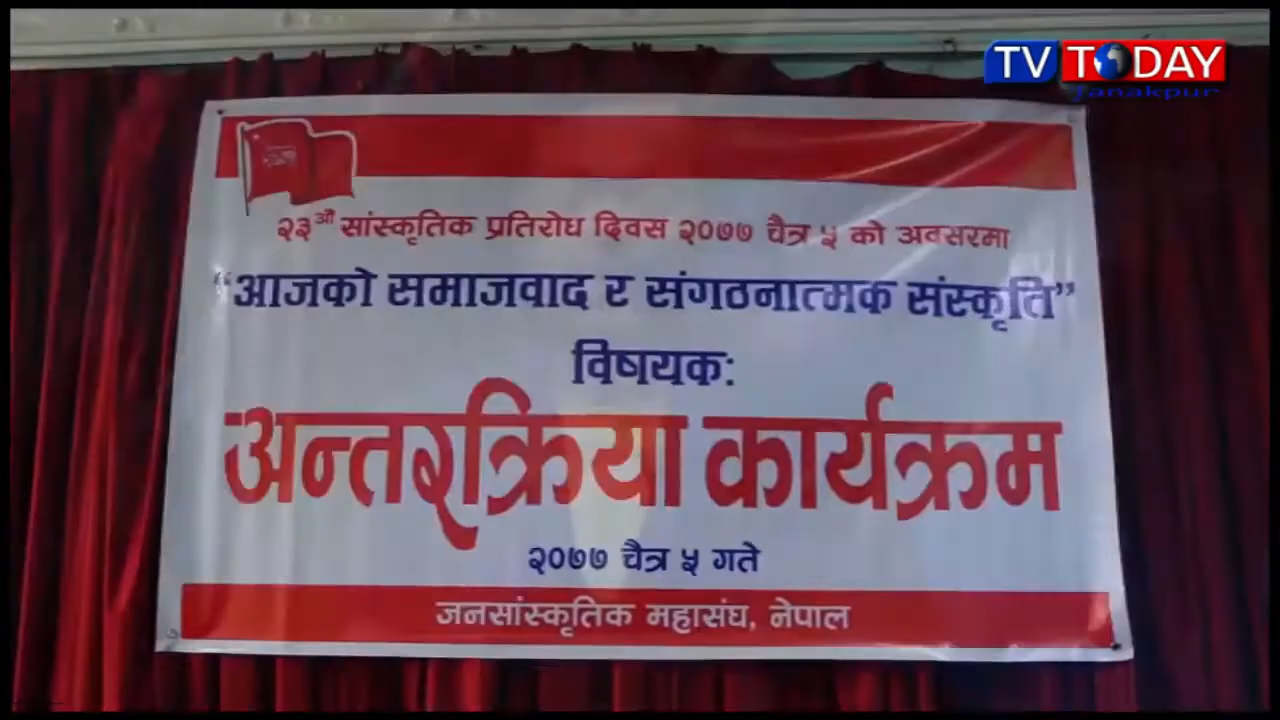 TV TODAY
Janakpur
२३औं सांस्कृतिक प्रतिरोध दिवस २०७७ चैत्र ५ को अवसरमा
“आजको समाजवाद र संगठनात्मक संस्कृति”
विषयक:
अन्तरक्रिया कार्यक्रम
२०७७ चैत्र ५ गते
जनसांस्कृतिक महासंघ, नेपाल